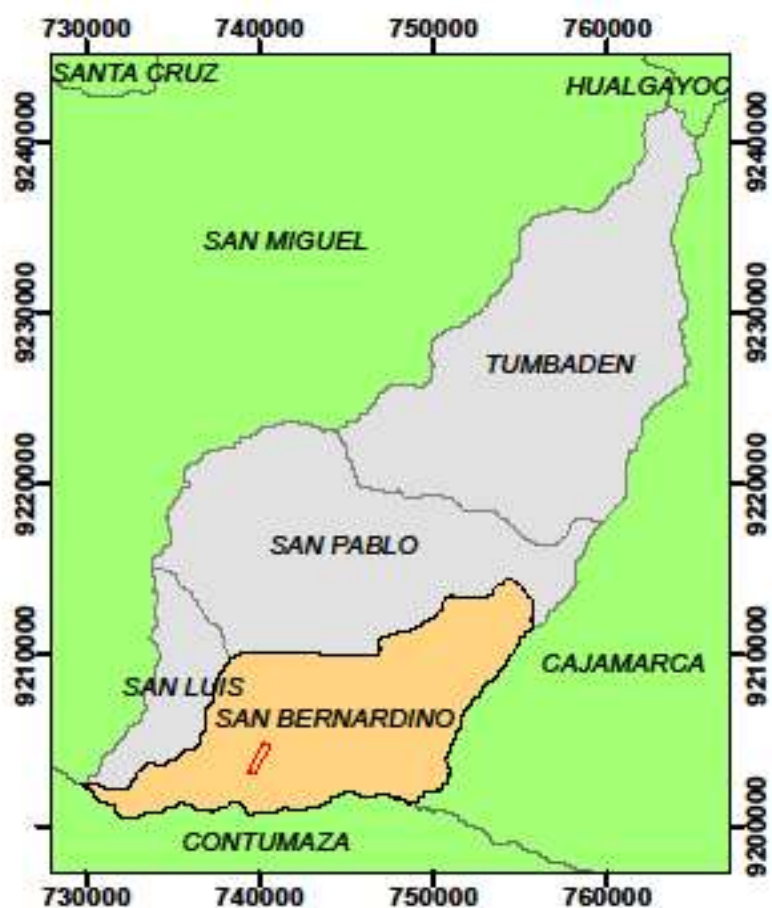 730000 740000 750000 760000
SANTA CRUZ
HUALGAYOC
9240000 9240000
SAN MIGUEL
9230000 9230000
TUMBADEN
9220000 9220000
SAN PABLO
9210000 9210000
CAJAMARCA
SAN LUIS
SAN BERNARDINO
9200000
CONTUMAZA
730000 740000 750000 760000